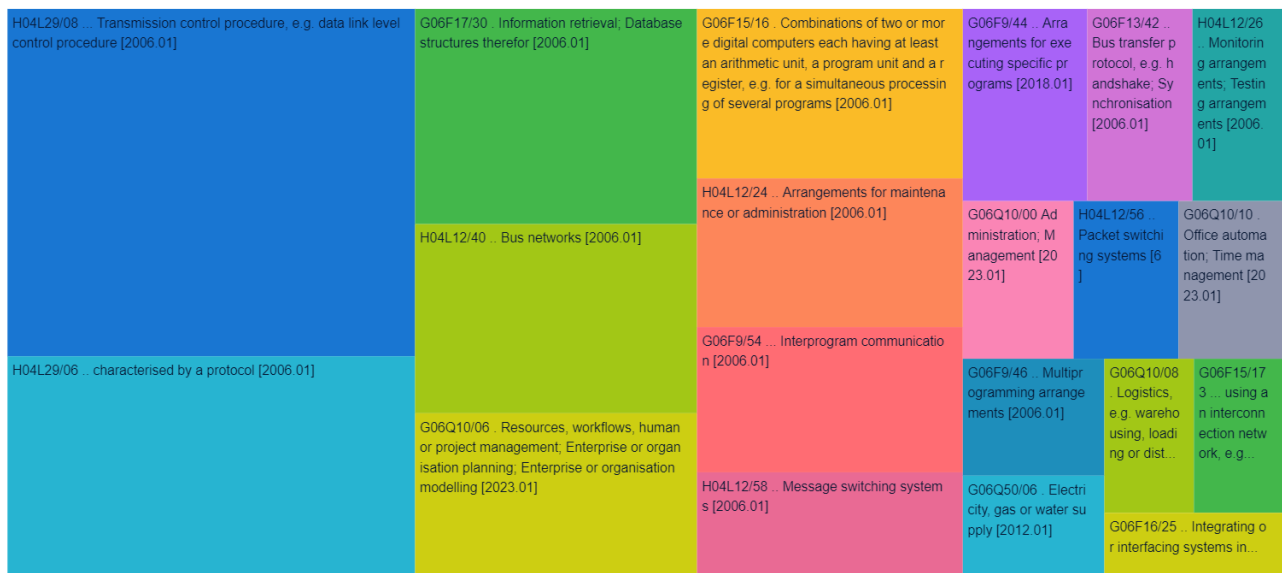 H04L29/08 ... Transmission control procedure, e.g. data link level
control procedure [2006.01]
H04L29/06 .. characterised by a protocol [2006.01]
G06F17/30 . Information retrieval; Database
structures therefor [2006.01]
H04L12/40 .. Bus networks [2006.01]
G06Q10/06 . Resources, workflows, human
or project management; Enterprise or organ
isation planning; Enterprise or organisation
modelling [2023.01]
G06F15/16 . Combinations of two or mor
e digital computers each having at least
an arithmetic unit, a program unit and a r
egister, e.g. for a simultaneous processin
g of several programs [2006.01]
H04L12/24 .. Arrangements for maintena
nce or administration [2006.01]
G06F9/54 ... Interprogram communicatio
n [2006.01]
H04L12/58 .. Message switching system
s [2006.01]
G06F9/44 .. Arra
ngements for exe
cuting specific pr
ograms [2018.01]
G06F13/42 ..
Bus transfer p
rotocol, e.g. h
andshake; Sy
nchronisation
[2006.01]
H04L12/26
.. Monitorin
g arrangem
ents; Testin
g arrangem
ents [2006.
01]
G06Q10/00 Ad
ministration; M
anagement [20
23.01]
H04L12/56 ..
Packet switchi
ng systems [6
]
G06Q10/10 .
Office automa
tion; Time ma
nagement [20
23.01]
G06F9/46 .. Multip
rogramming arrange
ments [2006.01]
G06Q10/08
. Logistics,
e.g. wareho
using, loadi
ng or dist...
G06F15/17
3 ... using a
n interconn
ection netw
ork, e.g...
G06Q50/06 . Electri
city, gas or water su
pply [2012.01]
G06F16/25 .. Integrating o
r interfacing systems in...